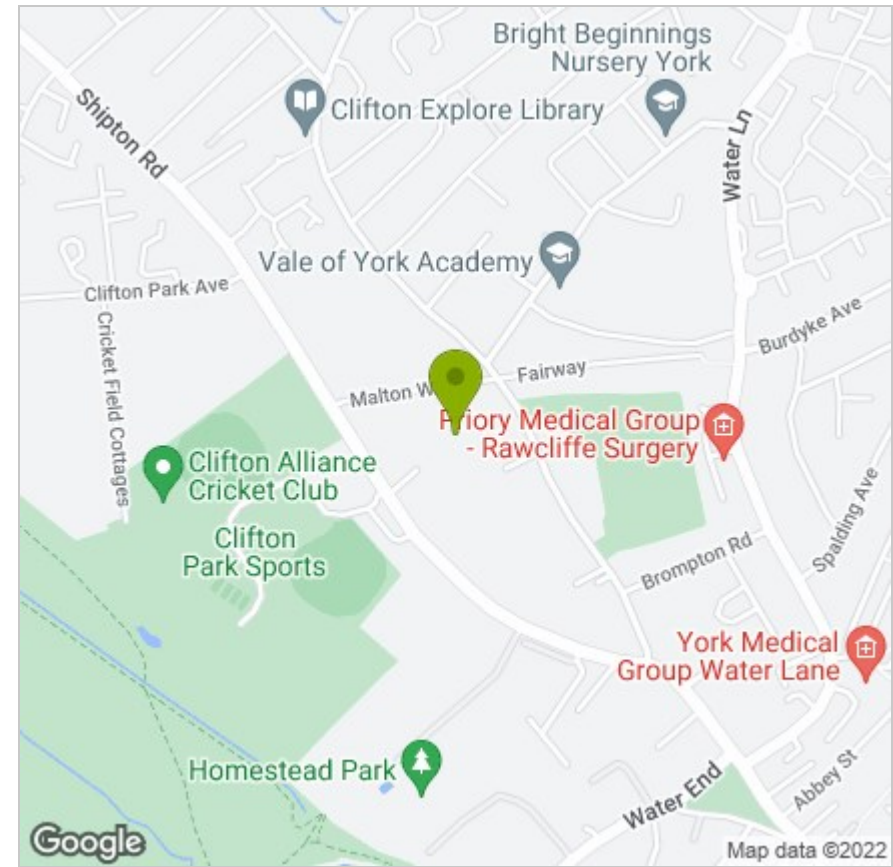 Bright Beginnings
Nursery York
Clifton Explore Library
Shipton Rd
Water Ln
Vale of York Academy
Clifton Park Ave
Cricket Field Cottages
Burdyke Ave
Fairway
Malton W
Priory Medical Group
- Rawcliffe Surgery
Clifton Alliance
Cricket Club
Clifton
Park Sports
Spalding Ave
Brompton Rd
York Medical
Group Water Lane
Homestead Park
Water End
Abbey St
Google
Map data ©2022